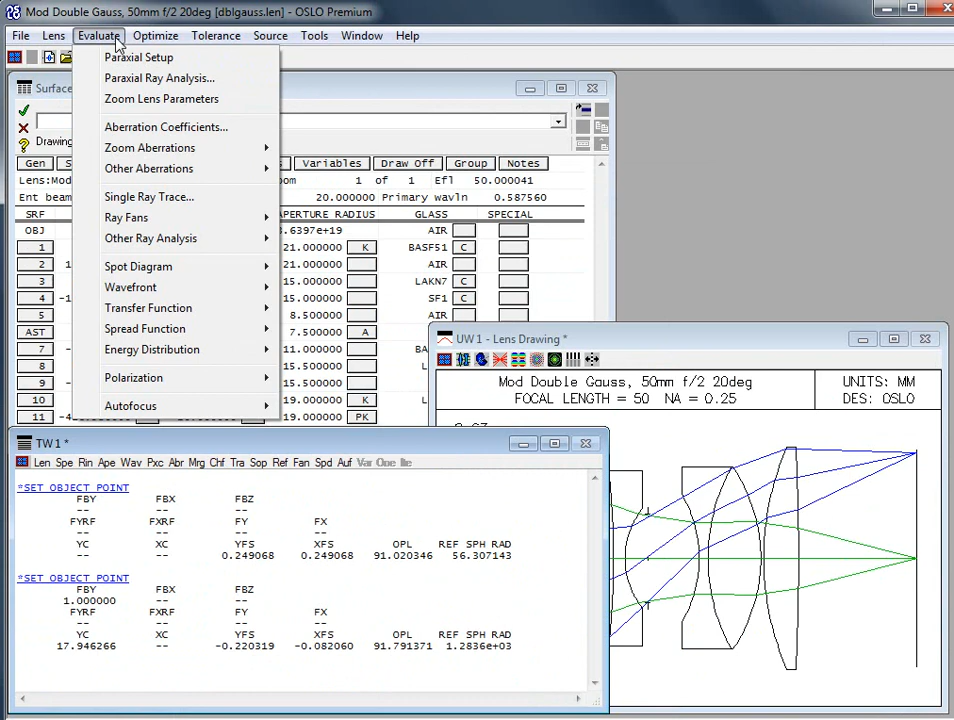 Mod Double Gauss, 50mm f/2 20deg [dblgauss.len] - OSLO Premium
File Lens Evaluate Optimize Tolerance Source Tools Window Help
Paraxial Setup
Paraxial Ray Analysis...
Zoom Lens Parameters
Aberration Coefficients...
Zoom Aberrations
Other Aberrations
Single Ray Trace...
Ray Fans
Other Ray Analysis
Spot Diagram
Wavefront
Transfer Function
Spread Function
Energy Distribution
Polarization
Autofocus
Drawing
Gen Variables Draw Off Group Notes
Lens:Mod 1 of 1 Efl 50.000041
Ent beam 20.000000 Primary wavln 0.587560
SRF APERTURE RADIUS GLASS SPECIAL
OBJ AIR
1 21.000000 K BASF51 C
2 21.000000 AIR
3 15.000000 LAKN7 C
4 15.000000 SF1 C
5 8.500000 AIR
AST 7.500000 A AIR
7 11.000000
8 15.000000
9 15.000000
10 19.000000 K
11 19.000000 PK
UW 1 - Lens Drawing *
Mod Double Gauss, 50mm f/2 20deg
FOCAL LENGTH = 50 NA = 0.25
UNITS: MM
DES: OSLO
TW 1 *
Len Spe Rin Ape Wav Pxc Abr Mrg Chf Tra Sop Ref Fan Spd Auf Var Ope Ite
*SET OBJECT POINT
FBY FBX FBZ
-- -- --
FYRF FXRF FY FX
-- -- -- --
YC XC YFS XFS OPL REF SPH RAD
-- -- 0.249068 0.249068 91.020346 56.307143
*SET OBJECT POINT
FBY FBX FBZ
1.000000 -- --
FYRF FXRF FY FX
-- -- -- --
YC XC YFS XFS OPL REF SPH RAD
17.946266 -- -0.220319 -0.082060 91.791371 1.2836e+03